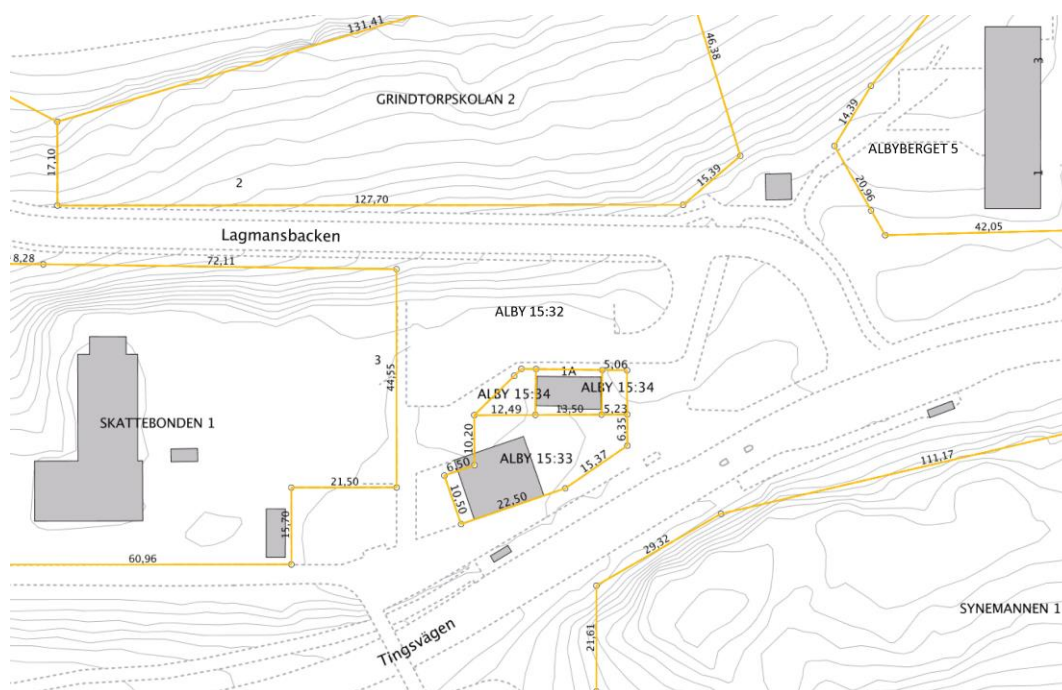 131,41
46,38
GRINDTORPSKOLAN 2
3
14,39
ALBYBERGET 5
17,10
15,39
1
2
20,96
127,70
42,05
Lagmansbacken
8,28
72,11
ALBY 15:32
3
44,55
1A
5,06
ALBY 15:34
ALBY 15:34
12,49
13,50
5,23
SKATTEBONDEN 1
10,20
6,35
ALBY 15:33
6,50
15,37
111,17
21,50
10,50
22,50
15,70
29,32
60,96
SYNEMANNEN 1
21,61
Tingsvägen